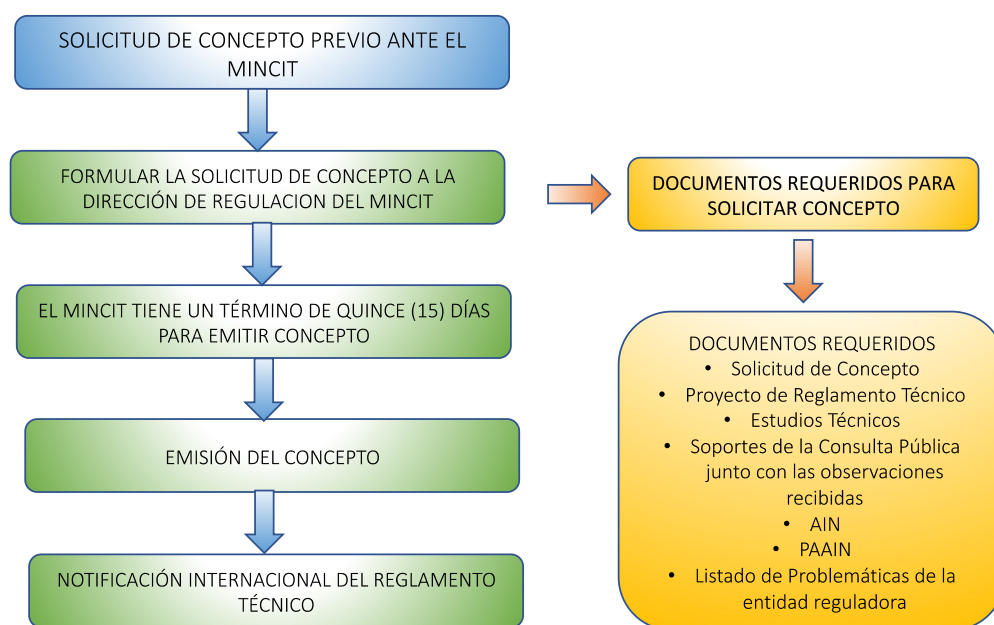 SOLICITUD DE CONCEPTO PREVIO ANTE EL
MINCIT
FORMULAR LA SOLICITUD DE CONCEPTO A LA
DIRECCIÓN DE REGULACION DEL MINCIT
EL MINCIT TIENE UN TÉRMINO DE QUINCE (15) DÍAS
PARA EMITIR CONCEPTO
EMISIÓN DEL CONCEPTO
NOTIFICACIÓN INTERNACIONAL DEL REGLAMENTO
TÉCNICO
DOCUMENTOS REQUERIDOS PARA
SOLICITAR CONCEPTO
DOCUMENTOS REQUERIDOS
• Solicitud de Concepto
• Proyecto de Reglamento Técnico
• Estudios Técnicos
• Soportes de la Consulta Pública
junto con las observaciones
recibidas
• AIN
• PAAIN
• Listado de Problemáticas de la
entidad reguladora